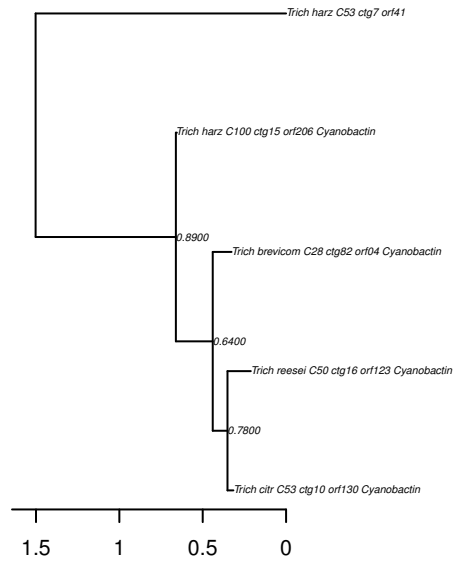 Trich harz C53 ctg7 orf41
Trich harz C100 ctg15 orf206 Cyanobactin
0.8900
Trich brevicom C28 ctg82 orf04 Cyanobactin
0.6400
Trich reesei C50 ctg16 orf123 Cyanobactin
0.7800
Trich citr C53 ctg10 orf130 Cyanobactin
1.5 1 0.5 0